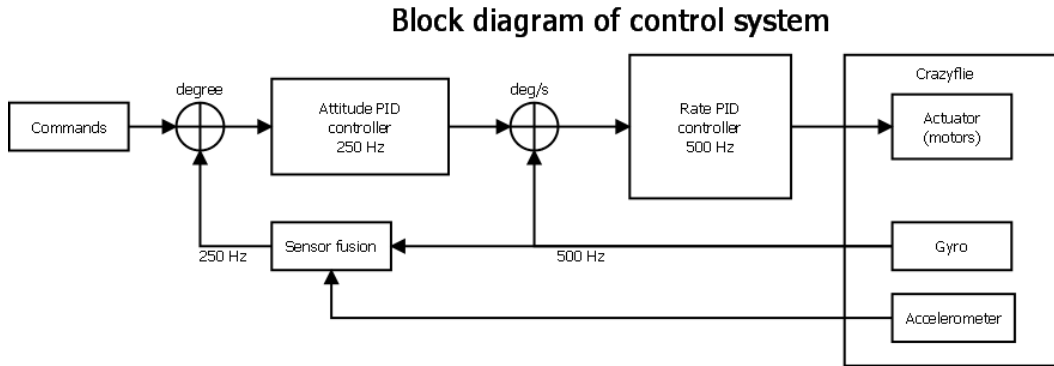 Block diagram of control system
Crazyflie
degree
deg/s
Commands
Attitude PID
controller
250 Hz
Rate PID
controller
500 Hz
Actuator
(motors)
250 Hz
Sensor fusion
500 Hz
Gyro
Accelerometer